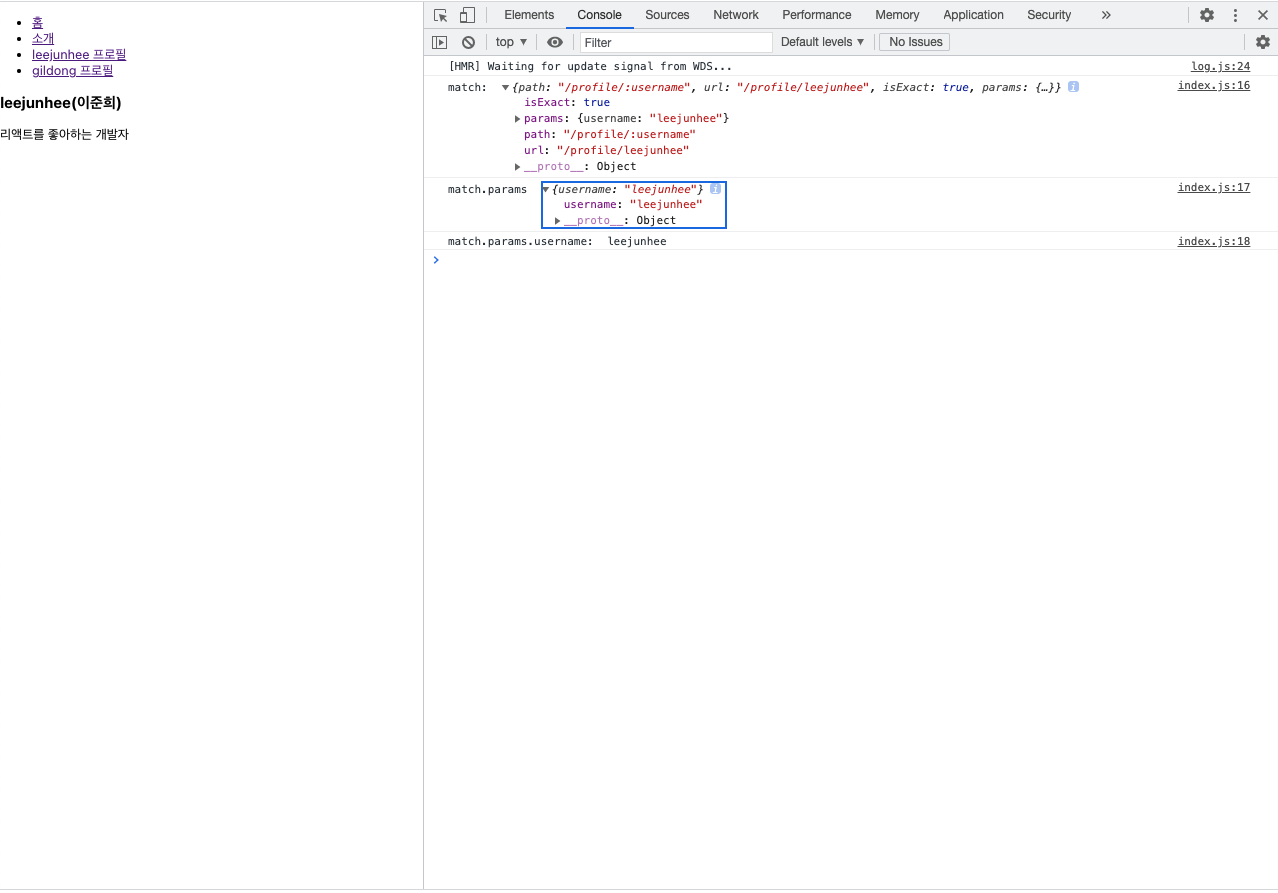 홈
소개
leejunhee 프로필
gildong 프로필
leejunhee(이준희)
리액트를 좋아하는 개발자
Elements Console Sources Network Performance Memory Application Security
top Filter Default levels No Issues
[HMR] Waiting for update signal from WDS... log.js:24
match: {path: "/profile/:username", url: "/profile/leejunhee", isExact: true, params: {…}} i index.js:16
isExact: true
params: {username: "leejunhee"}
path: "/profile/:username"
url: "/profile/leejunhee"
__proto__: Object
match.params {username: "leejunhee"} i index.js:17
username: "leejunhee"
__proto__: Object
match.params.username: leejunhee index.js:18